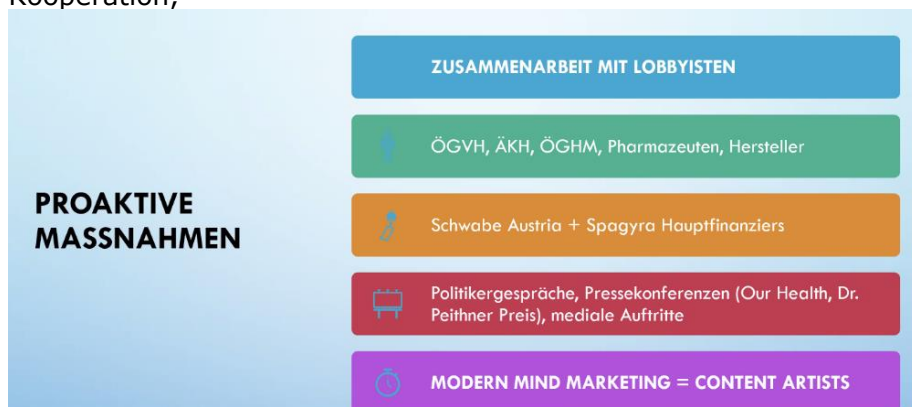 Kooperation,
ZUSAMMENARBEIT MIT LOBBYISTEN
ÖGVH, ÄKH, ÖGHM, Pharmazeuten, Hersteller
PROAKTIVE
MASSNAHMEN
Schwabe Austria + Spagyra Hauptfinanziers
Politikergespräche, Pressekonferenzen (Our Health, Dr.
Peithner Preis), mediale Auftritte
MODERN MIND MARKETING = CONTENT ARTISTS